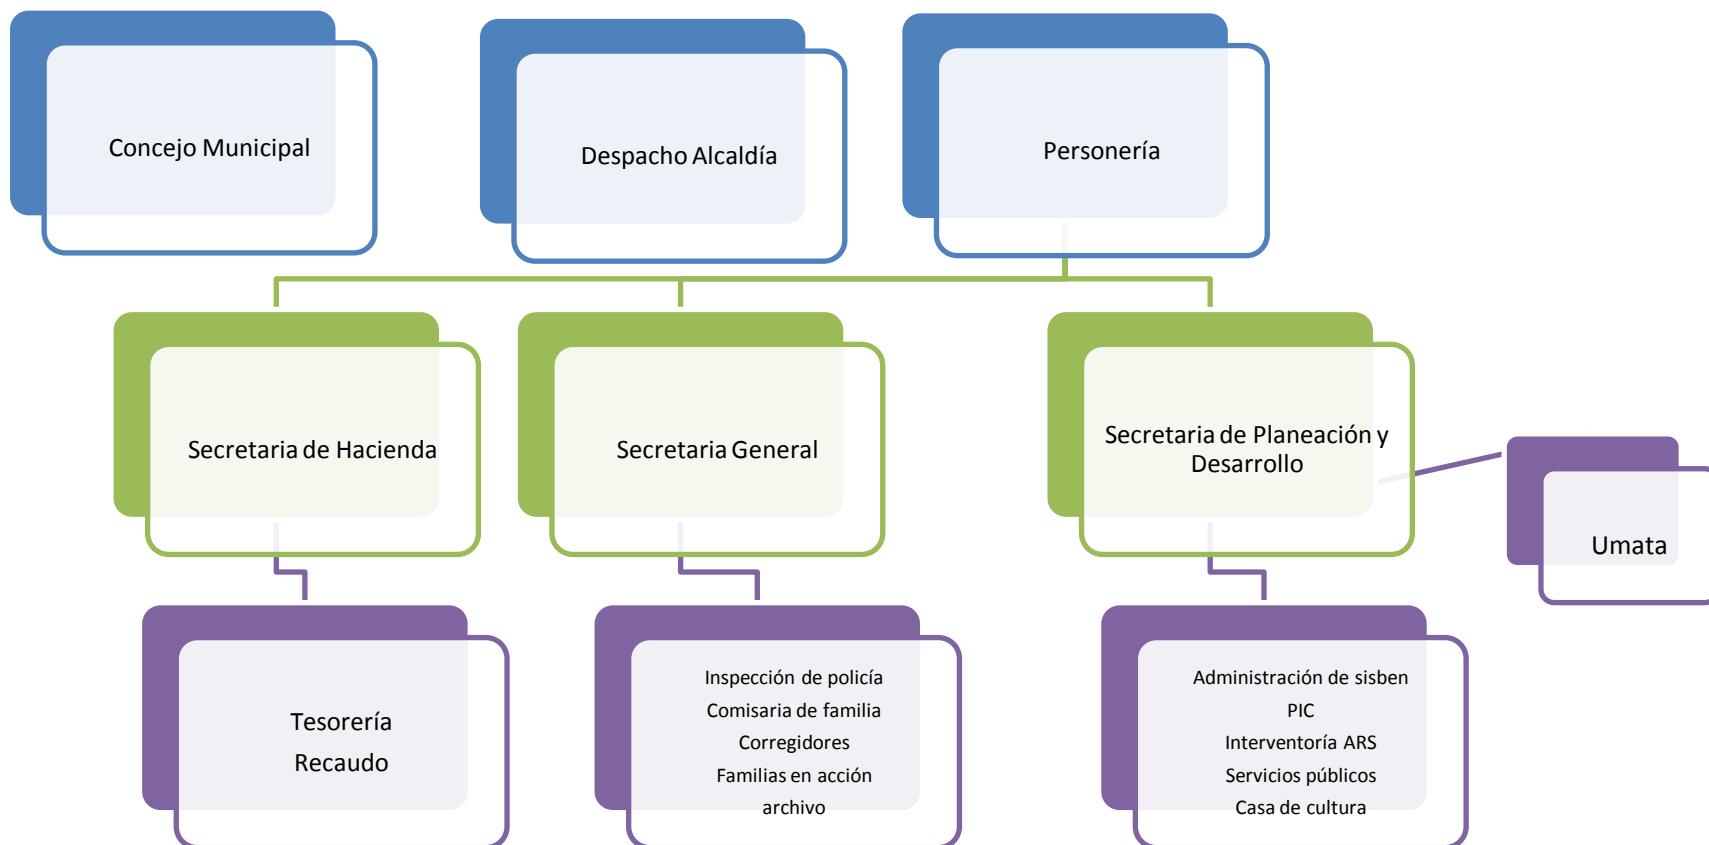 Concejo Municipal
Despacho Alcaldía
Personería
Secretaria de Hacienda
Secretaria General
Secretaria de Planeación y
Desarrollo
Umata
Tesorería
Recaudo
Inspección de policía
Comisaria de familia
Corregidores
Familias en acción
archivo
Administración de sisben
PIC
Interventoría ARS
Servicios públicos
Casa de cultura